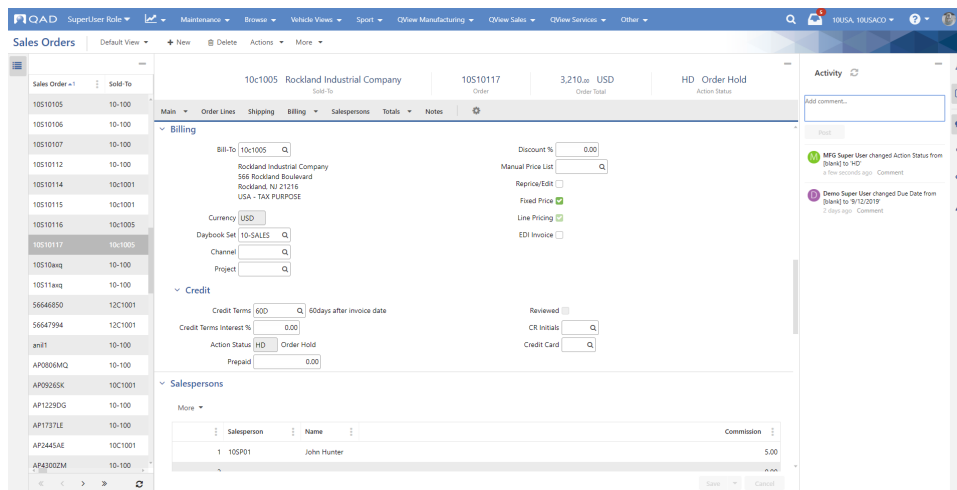 QAD SuperUser Role Maintenance Browse Vehicle Views Sport QView Manufacturing QView Sales QView Services Other 10USA, 10USACO
Sales Orders Default View + New Delete Actions More
Sales Order 1 Sold-To
10S10105 10-100
10S10106 10-100
10S10107 10-100
10S10112 10-100
10S10114 10c1001
10S10115 10c1001
10S10116 10c1005
10S10117 10c1005
10S10axq 10-100
10S11axq 10-100
56646850 12C1001
56647994 12C1001
anil1 10-100
AP0806MQ 10-100
AP0926SK 10C1001
AP1229DG 10-100
AP1737LE 10-100
AP2445AE 10C1001
AP4300ZM 10-100
10c1005 Rockland Industrial Company 10S10117 3,210.00 USD HD Order Hold
Sold-To Order Order Total Action Status
Main Order Lines Shipping Billing Salespersons Totals Notes
Billing
Bill-To 10c1005 Discount % 0.00
Rockland Industrial Company Manual Price List
566 Rockland Boulevard
Rockland, NJ 21216 Reprice/Edit
USA - TAX PURPOSE Fixed Price
Currency USD Line Pricing
Daybook Set 10-SALES EDI Invoice
Channel
Project
Credit
Credit Terms 60D 60days after invoice date Reviewed
Credit Terms Interest % 0.00 CR Initials
Action Status HD Order Hold Credit Card
Prepaid 0.00
Salespersons
More
Salesperson Name Commission
1 10SP01 John Hunter 5.00
Save Cancel
Activity
Add comment...
Post
M MFG Super User changed Action Status from
[blank] to 'HD'
a few seconds ago Comment
D Demo Super User changed Due Date from
[blank] to '9/12/2019'
2 days ago Comment